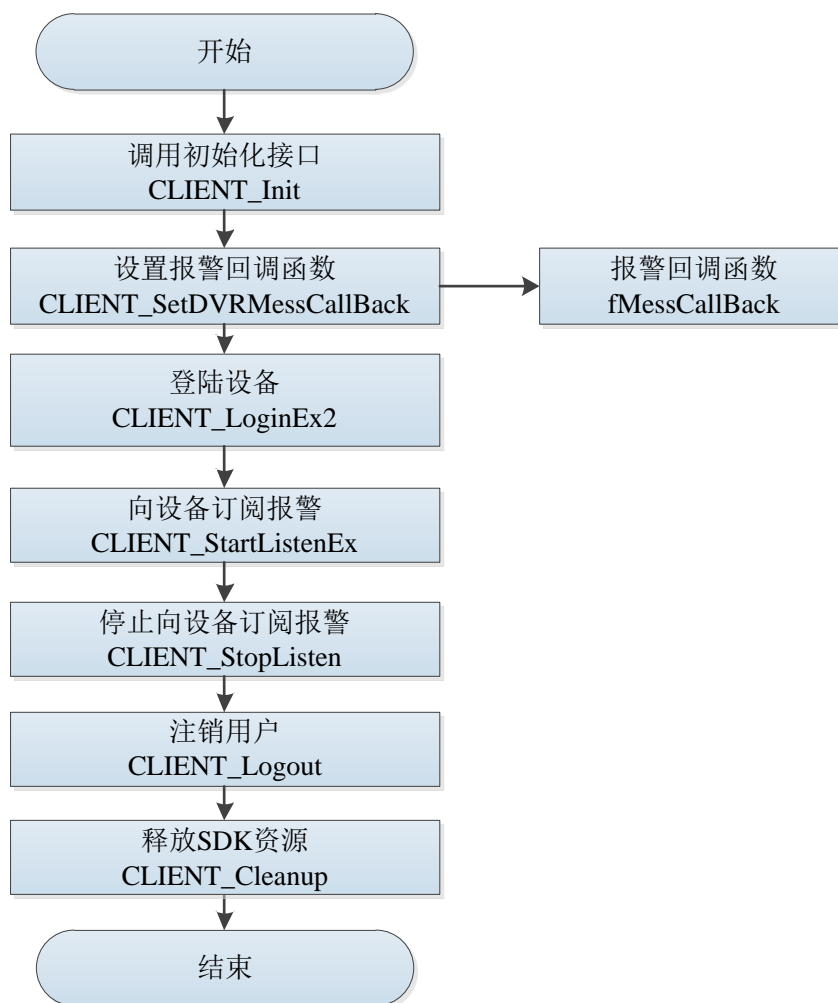 开始
调用初始化接口
CLIENT_Init
设置报警回调函数
CLIENT_SetDVRMessCallBack
报警回调函数
fMessCallBack
登陆设备
CLIENT_LoginEx2
向设备订阅报警
CLIENT_StartListenEx
停止向设备订阅报警
CLIENT_StopListen
注销用户
CLIENT_Logout
释放SDK资源
CLIENT_Cleanup
结束